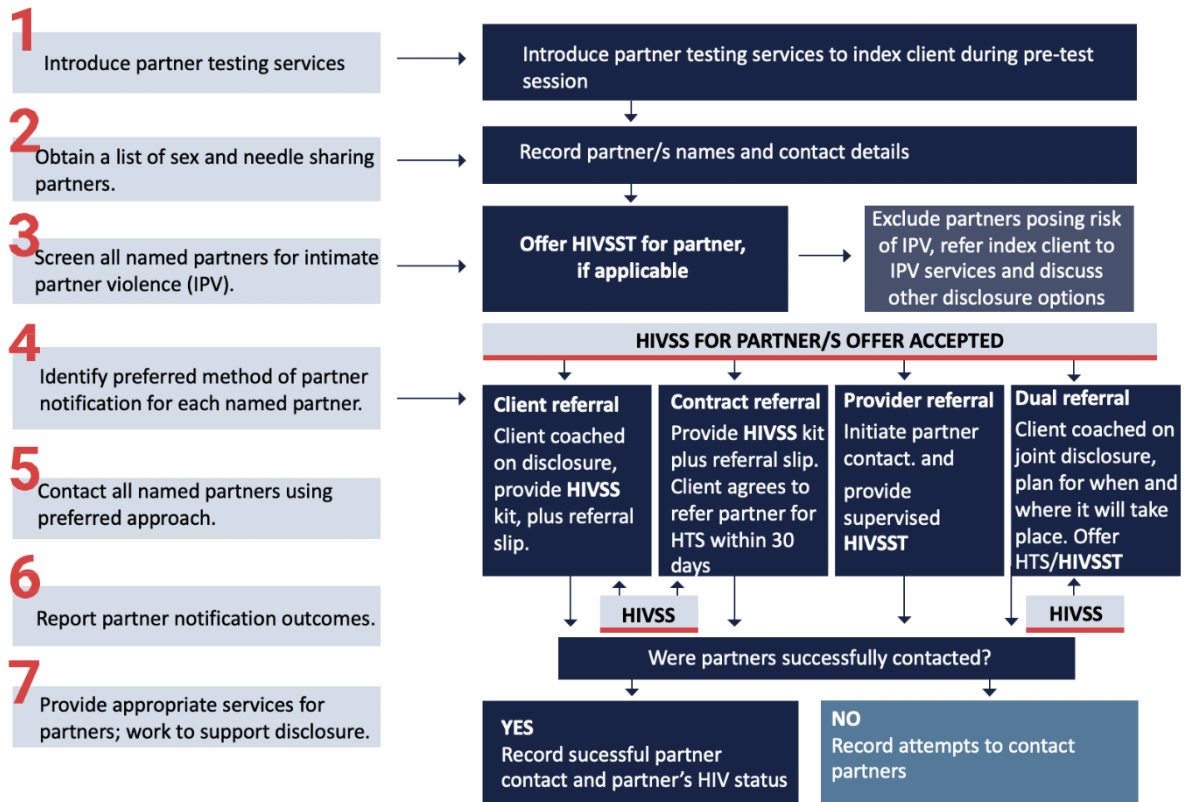 1
Introduce partner testing services
2
Obtain a list of sex and needle sharing
partners.
3
Screen all named partners for intimate
partner violence (IPV).
4
Identify preferred method of partner
notification for each named partner.
5
Contact all named partners using
preferred approach.
6
Report partner notification outcomes.
7
Provide appropriate services for
partners; work to support disclosure.
Introduce partner testing services to index client during pre-test
session
Record partner/s names and contact details
Offer HIVSST for partner,
if applicable
Exclude partners posing risk
of IPV, refer index client to
IPV services and discuss
other disclosure options
HIVSS FOR PARTNER/S OFFER ACCEPTED
Client referral
Client coached
on disclosure,
provide HIVSS
kit, plus referral
slip.
Contract referral
Provide HIVSS kit
plus referral slip.
Client agrees to
refer partner for
HTS within 30
days
Provider referral
Initiate partner
contact. and
provide
supervised
HIVSST
Dual referral
Client coached on
joint disclosure,
plan for when and
where it will take
place. Offer
HTS/HIVSST
HIVSS
HIVSS
Were partners successfully contacted?
YES
Record sucessful partner
contact and partner’s HIV status
NO
Record attempts to contact
partners